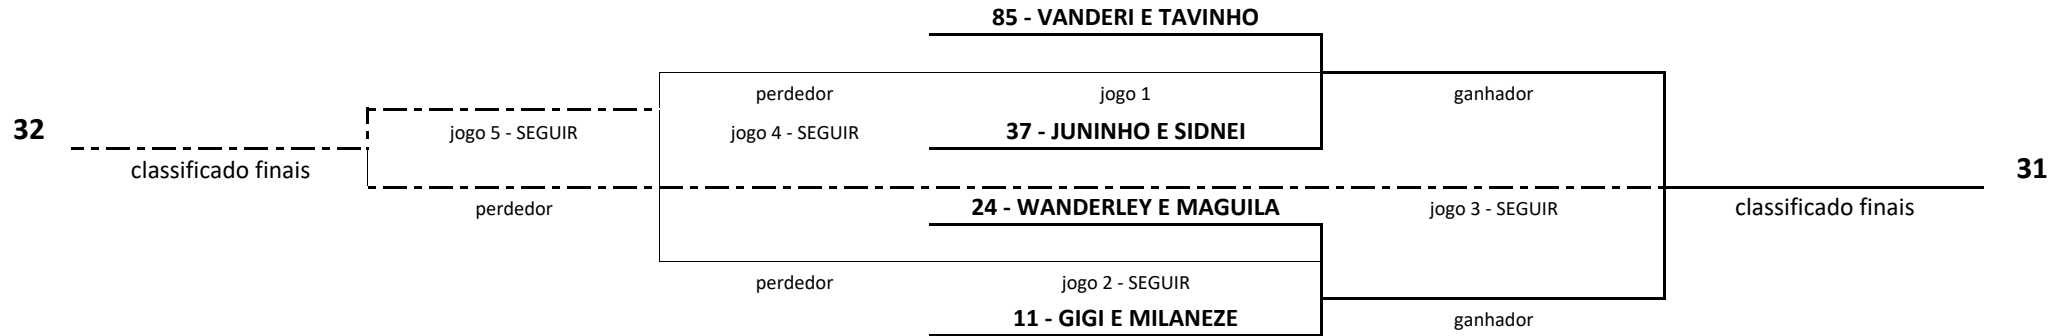 85 - VANDERI E TAVINHO
perdedor jogo 1 ganhador
32 jogo 5 - SEGUIR jogo 4 - SEGUIR 37 - JUNINHO E SIDNEI
classificado finais 31
perdedor 24 - WANDERLEY E MAGUILA jogo 3 - SEGUIR classificado finais
perdedor jogo 2 - SEGUIR
11 - GIGI E MILANEZE ganhador